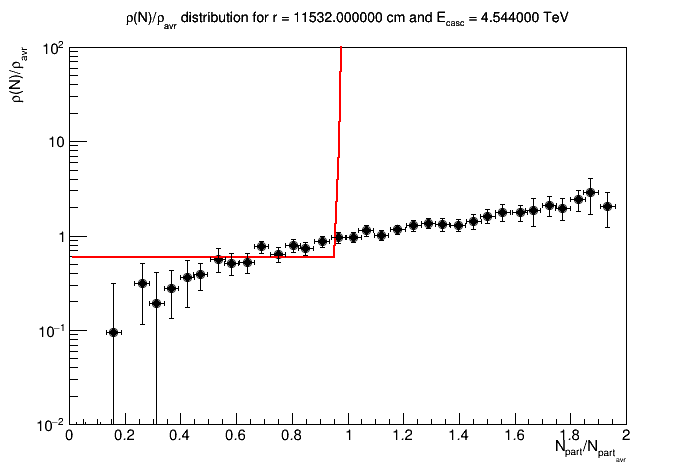 ρ(N)/ρavr distribution for r = 11532.000000 cm and Ecasc = 4.544000 TeV
ρ(N)/ρavr
10²
10
1
10⁻¹
10⁻²
0 0.2 0.4 0.6 0.8 1 1.2 1.4 1.6 1.8 2
Npart/Npartavr